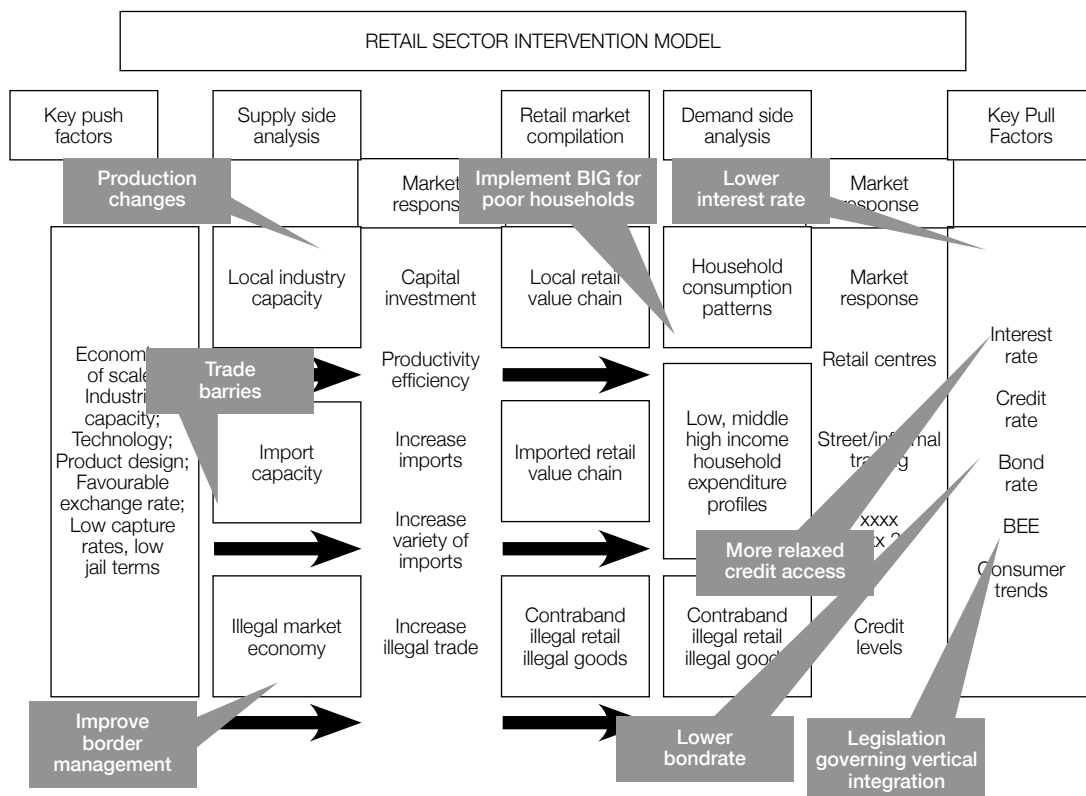 RETAIL SECTOR INTERVENTION MODEL
Key push
factors
Supply side
analysis
Retail market
compilation
Demand side
analysis
Key Pull
Factors
Production
changes
Market
Implement BIG for
poor households
Lower
interest rate
Market
response
Local industry
capacity
Capital
investment
Local retail
value chain
Household
consumption
patterns
Market
response
of scale
capacity;
Technology;
Product design;
Favourable
exchange rate;
Low capture
rates, low
jail terms
Trade
barries
Productivity
efficiency
Retail centres
Interest
rate
Credit
rate
Bond
rate
BEE
trends
Import
capacity
Increase
imports
Imported retail
value chain
Low, middle
high income
household
expenditure
profiles
Increase
variety of
imports
xxxx
More relaxed
credit access
Illegal market
economy
Increase
illegal trade
Contraband
illegal retail
illegal goods
Contraband
illegal retail
illegal
Credit
levels
Improve
border
management
Lower
bondrate
Legislation
governing vertical
integration